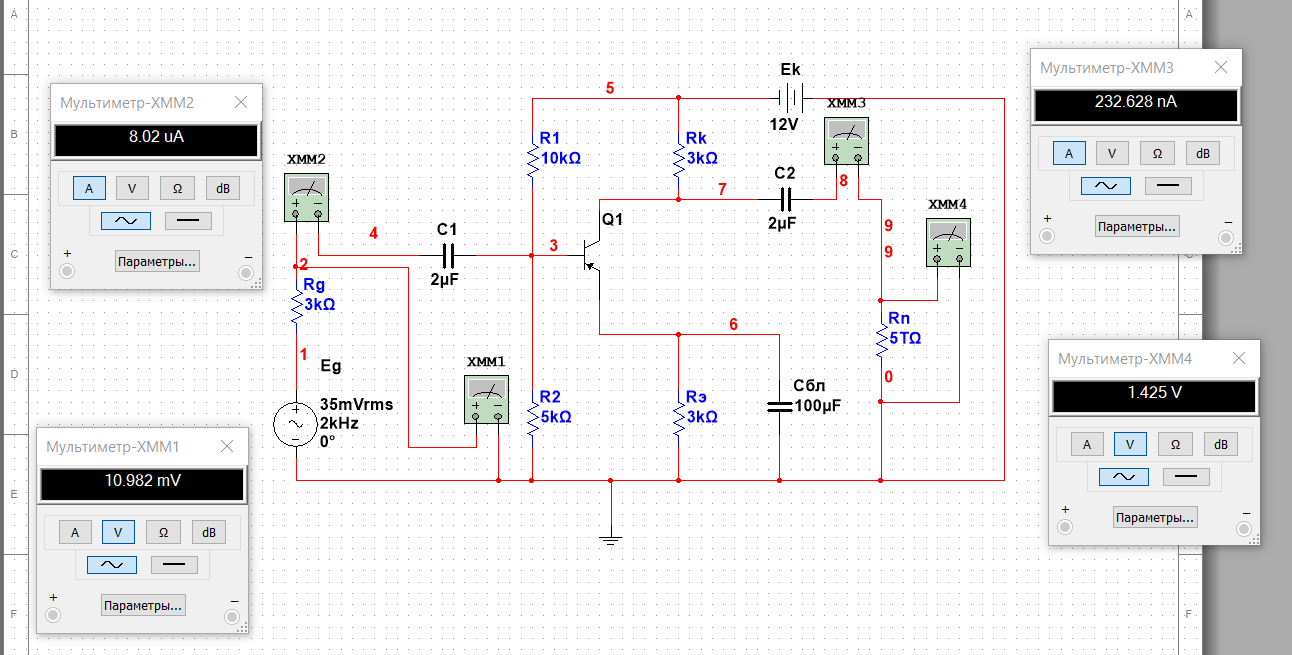 A
A
B
C
C
D
D
E
E
F
F
Мультиметр-XMM2
8.02 uA
A
V
Ω
dB
+
Параметры...
−
Мультиметр-XMM1
10.982 mV
A
V
Ω
dB
+
Параметры...
−
Мультиметр-XMM3
232.628 nA
A
V
Ω
dB
+
Параметры...
−
Мультиметр-XMM4
1.425 V
A
V
Ω
dB
+
Параметры...
−
XMM2
+ −
4
2
Rg
3kΩ
1
Eg
35mVrms
2kHz
0°
XMM1
+ −
C1
2µF
3
5
R1
10kΩ
R2
5kΩ
Q1
Rk
3kΩ
7
Ek
12V
C2
2µF
XMM3
+ −
8
9
9
XMM4
+ −
Rn
5TΩ
0
6
Rэ
3kΩ
Сбл
100µF